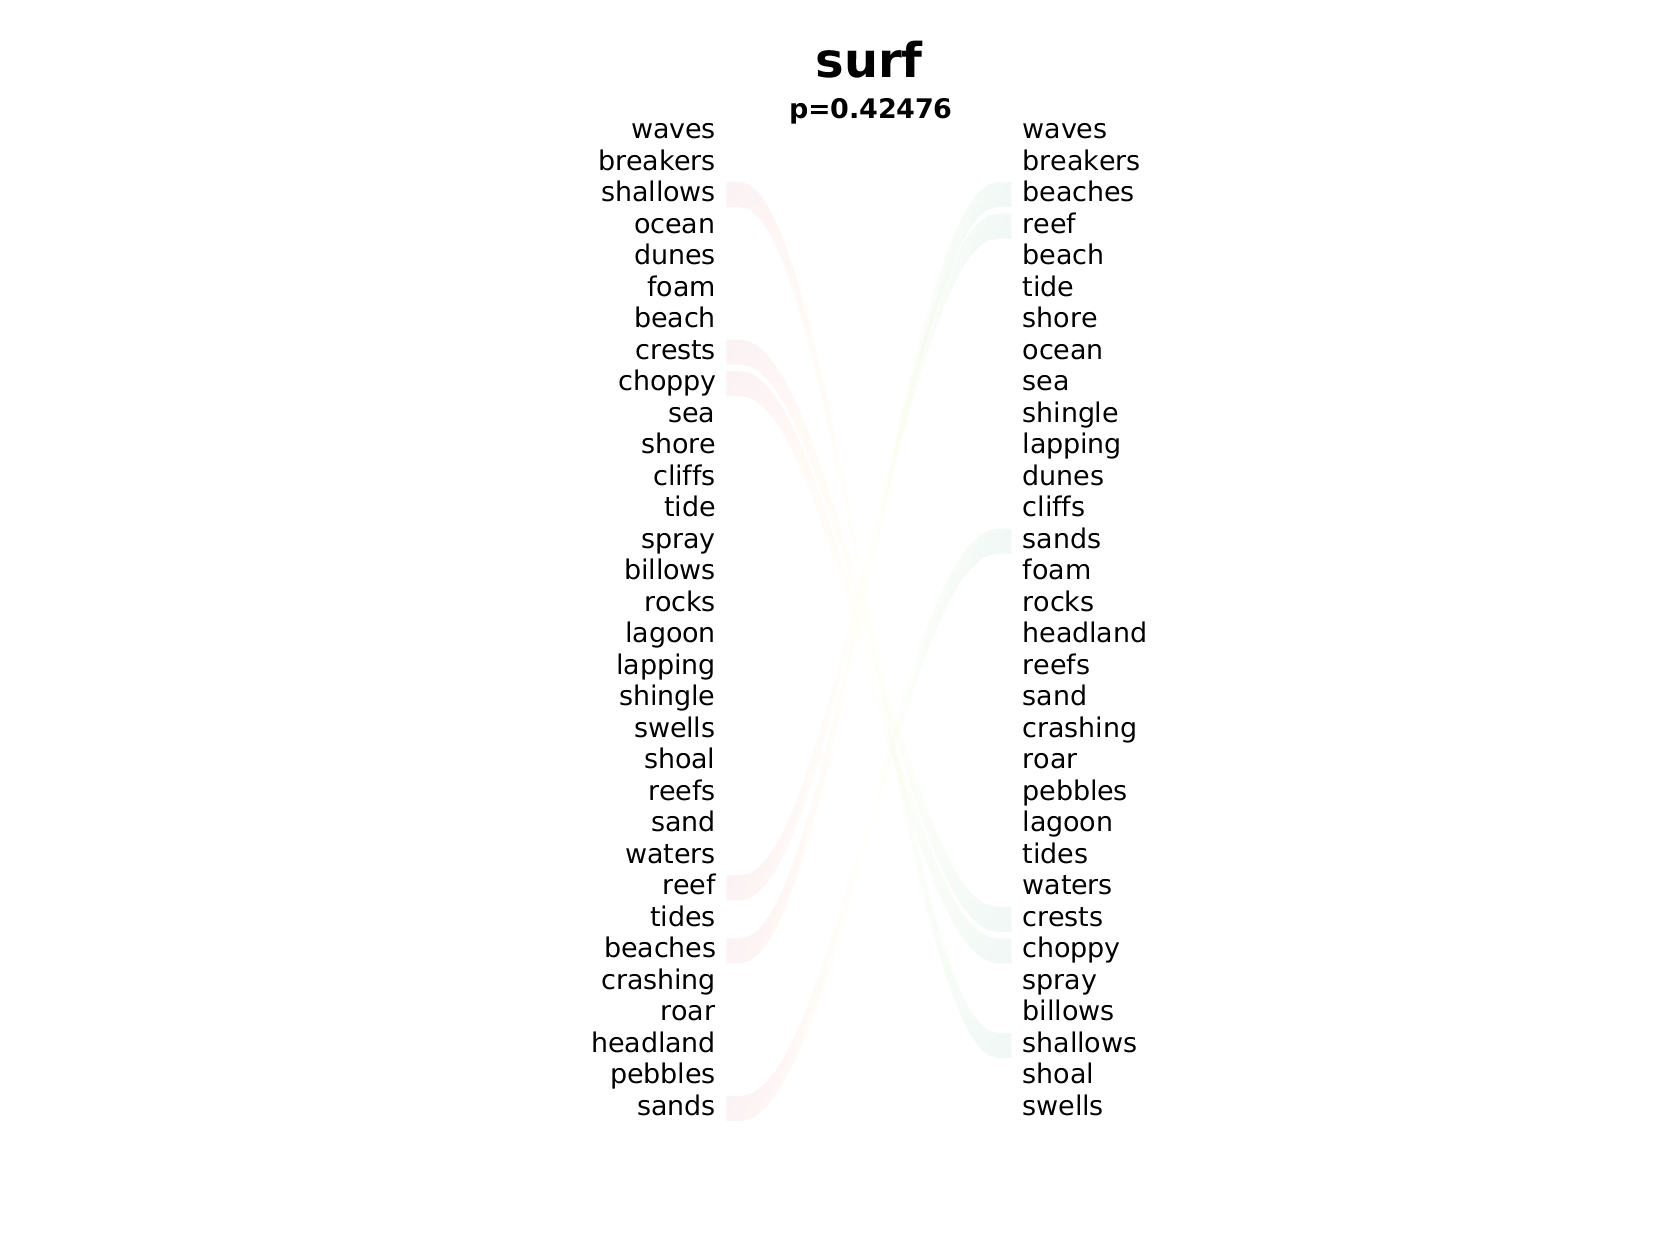 surf
p=0.42476
waves waves
breakers breakers
shallows beaches
ocean reef
dunes beach
foam tide
beach shore
crests ocean
choppy sea
sea shingle
shore lapping
cliffs dunes
tide cliffs
spray sands
billows foam
rocks rocks
lagoon headland
lapping reefs
shingle sand
swells crashing
shoal roar
reefs pebbles
sand lagoon
waters tides
reef waters
tides crests
beaches choppy
crashing spray
roar billows
headland shallows
pebbles shoal
sands swells